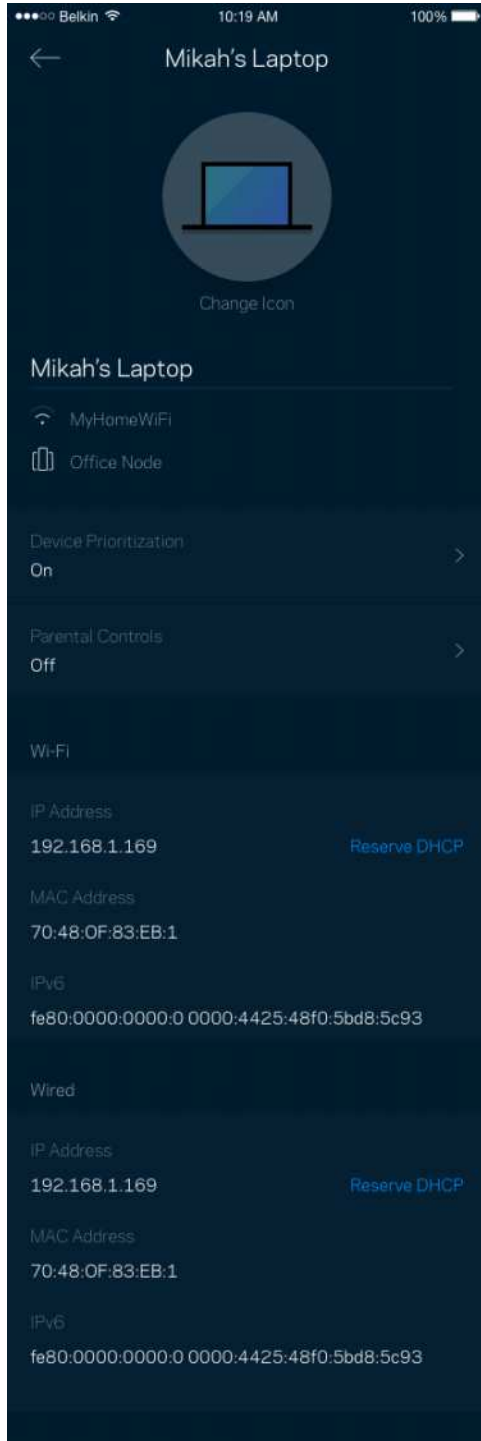 Belkin 10:19 AM 100%
Mikah's Laptop
Change Icon
Mikah's Laptop
MyHomeWiFi
Office Node
Device Prioritization
On
Parental Controls
Off
Wi-Fi
IP Address
192.168.1.169 Reserve DHCP
MAC Address
70:48:0F:83:EB:1
IPv6
fe80:0000:0000:0 0000:4425:48f0:5bd8:5c93
Wired
IP Address
192.168.1.169 Reserve DHCP
MAC Address
70:48:0F:83:EB:1
IPv6
fe80:0000:0000:0 0000:4425:48f0:5bd8:5c93